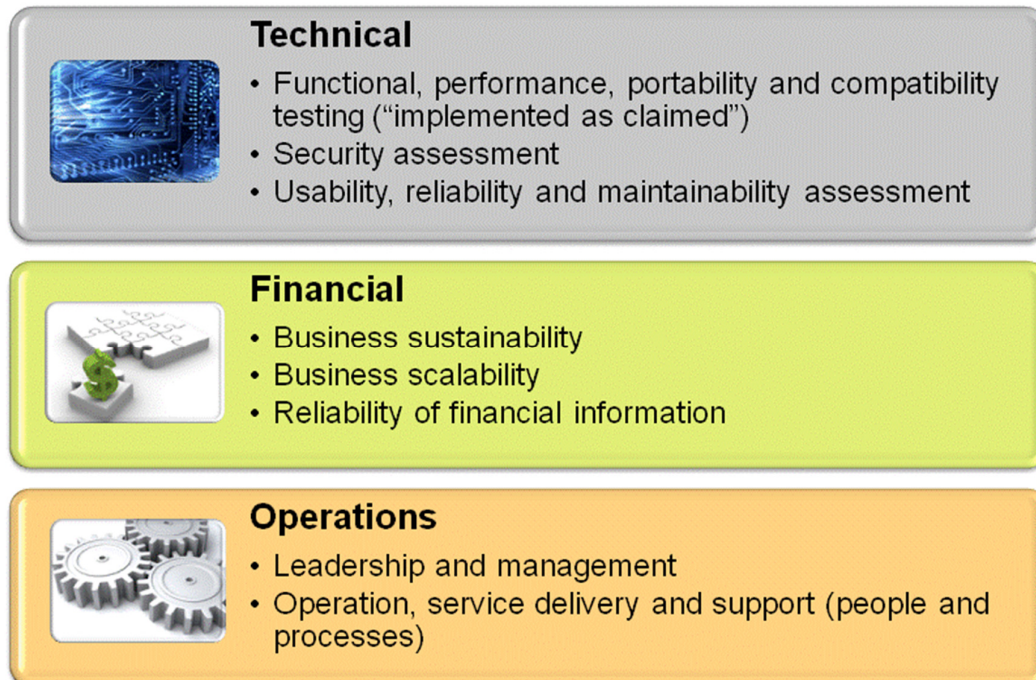 Technical
• Functional, performance, portability and compatibility
testing (“implemented as claimed”)
• Security assessment
• Usability, reliability and maintainability assessment
Financial
• Business sustainability
• Business scalability
• Reliability of financial information
Operations
• Leadership and management
• Operation, service delivery and support (people and
processes)